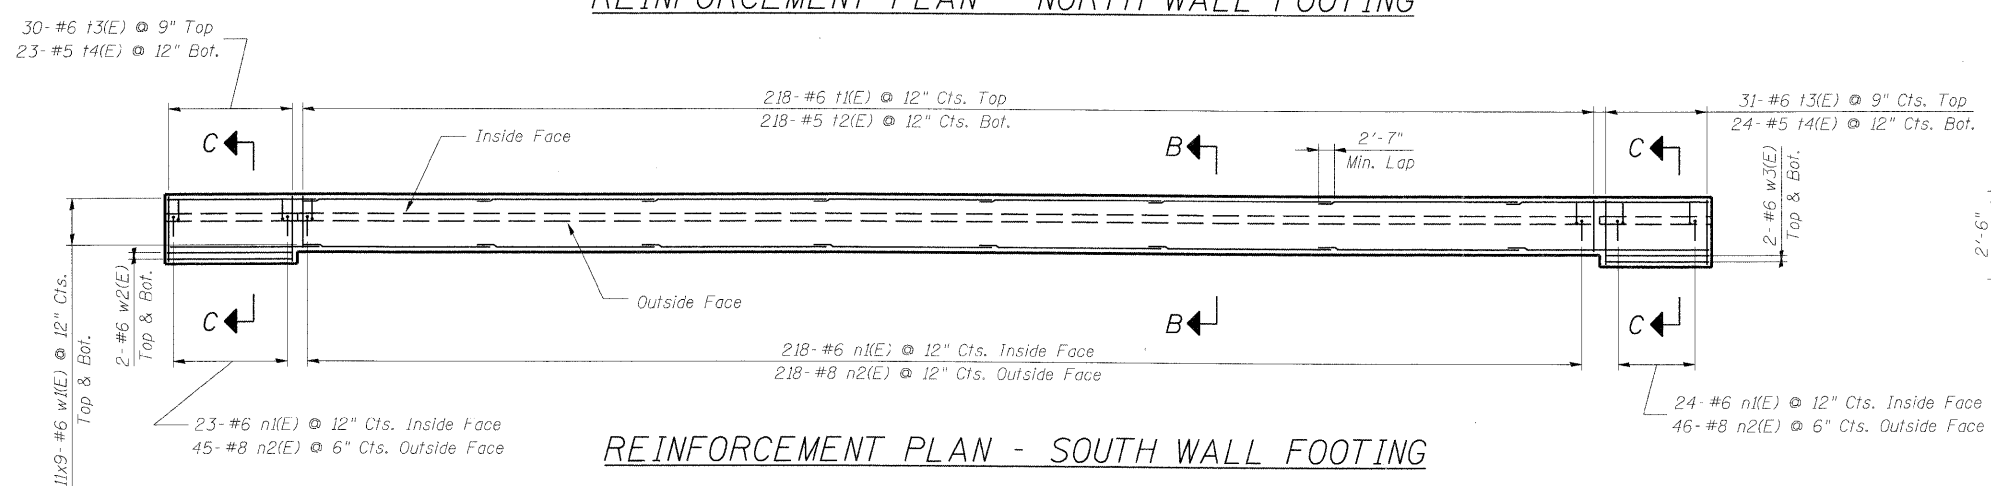 REINFORCEMENT PLAN - NORTH WALL FOOTING
30-#6 t3(E) @ 9" Top
23-#5 t4(E) @ 12" Bot.
218-#6 t1(E) @ 12" Cts. Top
218-#5 t2(E) @ 12" Cts. Bot.
31-#6 t3(E) @ 9" Cts. Top
24-#5 t4(E) @ 12" Cts. Bot.
C
Inside Face
B
2'-7"
Min. Lap
C
2-#6 w3(E)
Top & Bot.
2'-6"
11x9-#6 w1(E) @ 12" Cts.
Top & Bot.
2-#6 w2(E)
Top & Bot.
C
Outside Face
B
C
218-#6 n1(E) @ 12" Cts. Inside Face
218-#8 n2(E) @ 12" Cts. Outside Face
23-#6 n1(E) @ 12" Cts. Inside Face
45-#8 n2(E) @ 6" Cts. Outside Face
24-#6 n1(E) @ 12" Cts. Inside Face
46-#8 n2(E) @ 6" Cts. Outside Face
REINFORCEMENT PLAN - SOUTH WALL FOOTING